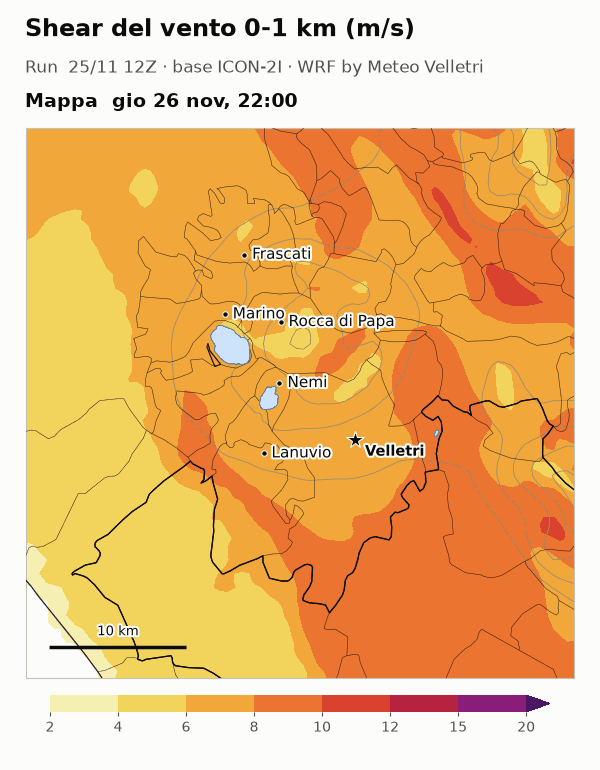 Shear del vento 0-1 km (m/s)
Run  25/11 12Z · base ICON-2I · WRF by Meteo Velletri
Mappa  gio 26 nov, 22:00
Frascati
Marino
Rocca di Papa
Nemi
Velletri
Lanuvio
10 km
2 4 6 8 10 12 15 20